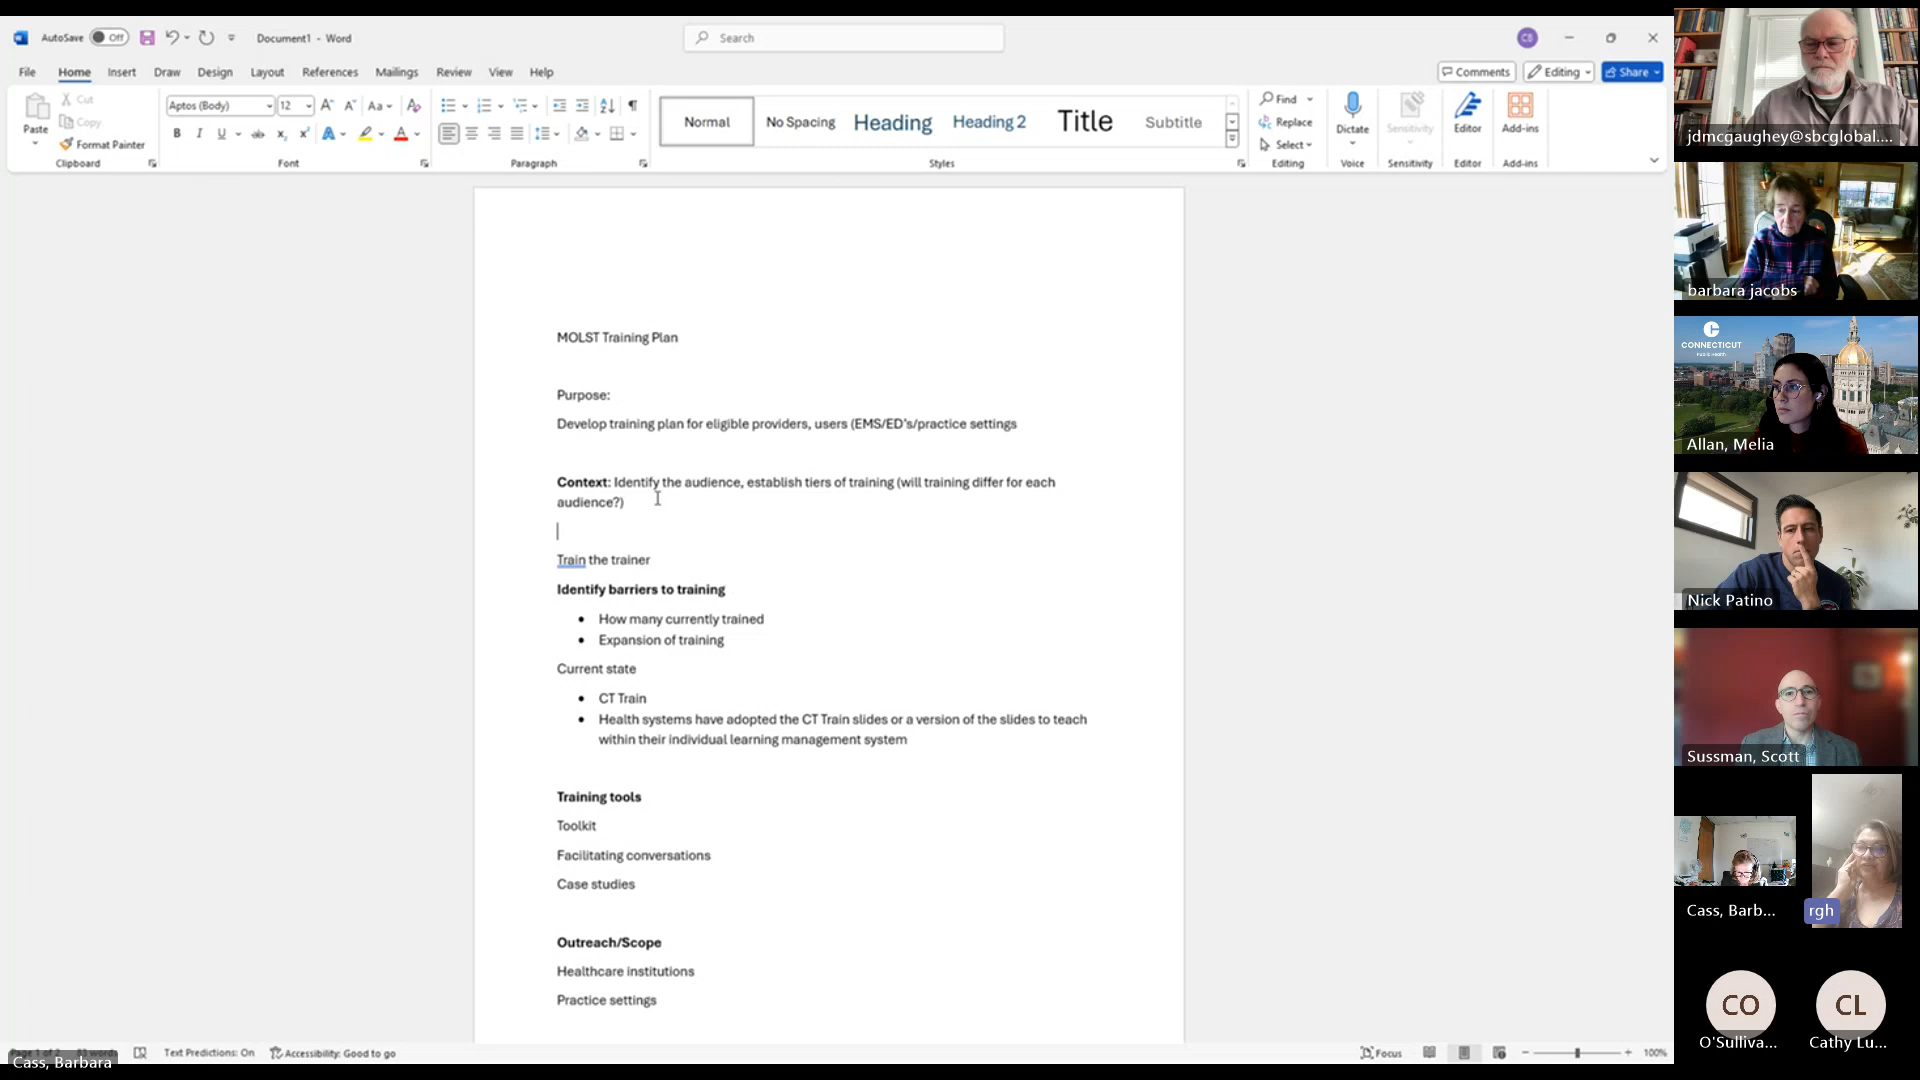 AutoSave Off Document1 - Word Search CB
File Home Insert Draw Design Layout References Mailings Review View Help Comments Editing Share
Paste Cut Copy Format Painter Clipboard
Aptos (Body) 12 Font
Paragraph
Normal No Spacing Heading Heading 2 Title Subtitle Styles
Find Replace Select Editing
Dictate Voice
Sensitivity Sensitivity
Editor Editor
Add-ins Add-ins
MOLST Training Plan
Purpose:
Develop training plan for eligible providers, users (EMS/ED's/practice settings
Context: Identify the audience, establish tiers of training (will training differ for each
audience?)
Train the trainer
Identify barriers to training
• How many currently trained
• Expansion of training
Current state
• CT Train
• Health systems have adopted the CT Train slides or a version of the slides to teach
within their individual learning management system
Training tools
Toolkit
Facilitating conversations
Case studies
Outreach/Scope
Healthcare institutions
Practice settings
Text Predictions: On Accessibility: Good to go Focus 100%
Cass, Barbara
jdmcgaughey@sbcglobal....
barbara jacobs
CONNECTICUT
Public Health
Allan, Melia
Nick Patino
Sussman, Scott
Cass, Barb...
rgh
CO
O'Sulliva...
CL
Cathy Lu...